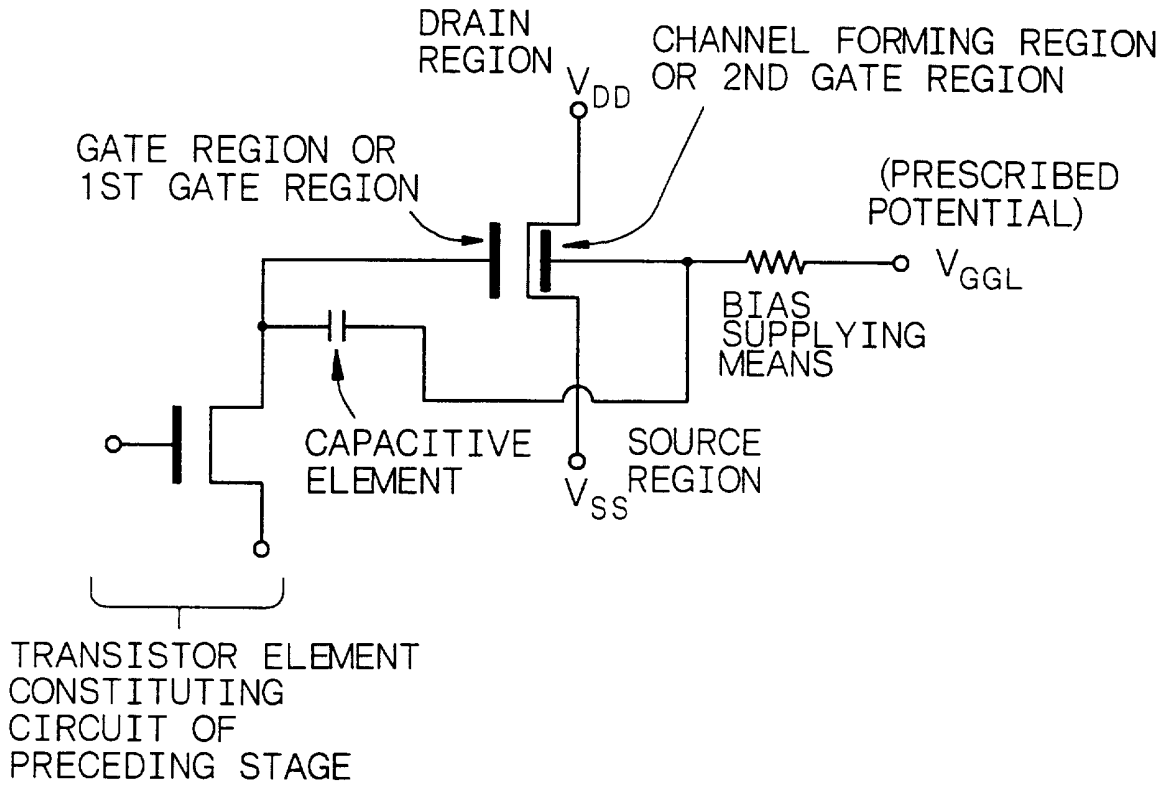 DRAIN
REGION
V_DD
CHANNEL FORMING REGION
OR 2ND GATE REGION
GATE REGION OR
1ST GATE REGION
(PRESCRIBED
POTENTIAL)
V_GGL
BIAS
SUPPLYING
MEANS
CAPACITIVE
ELEMENT
SOURCE
REGION
V_SS
TRANSISTOR ELEMENT
CONSTITUTING
CIRCUIT OF
PRECEDING STAGE